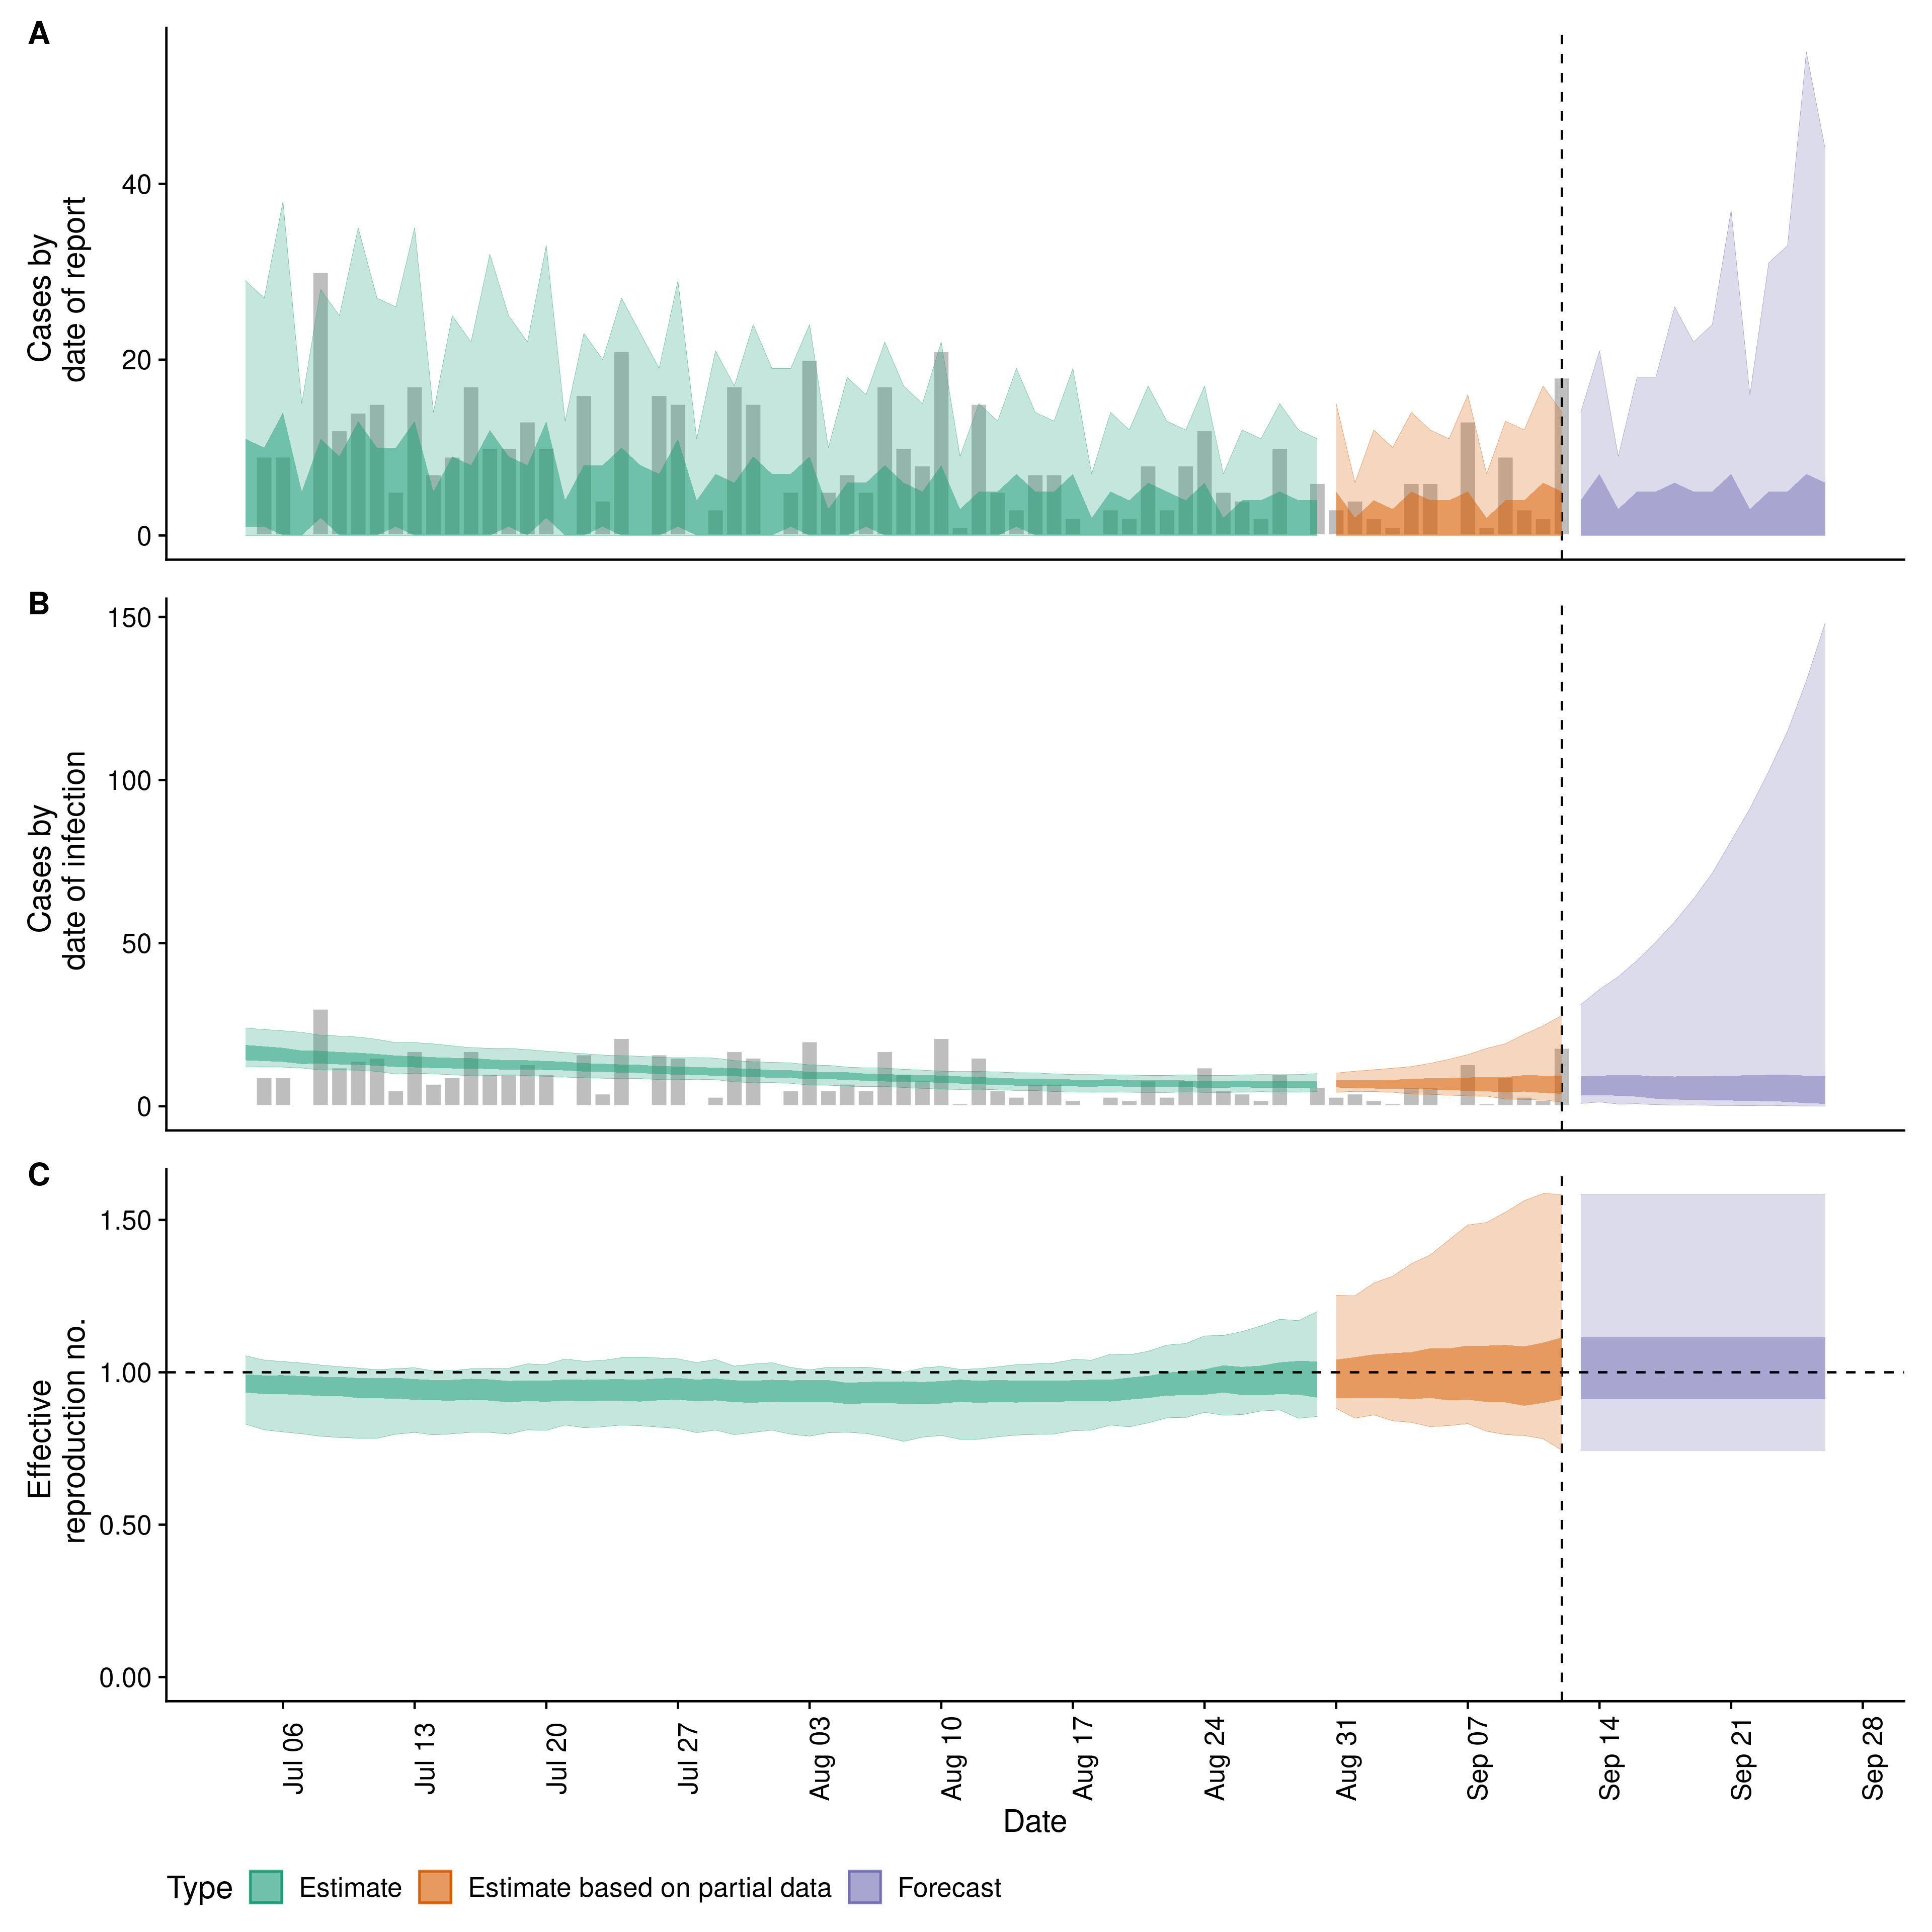 A
Cases by
date of report
40
20
0
B
Cases by
date of infection
150
100
50
0
C
Effective
reproduction no.
1.50
1.00
0.50
0.00
Jul 06
Jul 13
Jul 20
Jul 27
Aug 03
Aug 10
Aug 17
Aug 24
Aug 31
Sep 07
Sep 14
Sep 21
Sep 28
Date
Type Estimate Estimate based on partial data Forecast